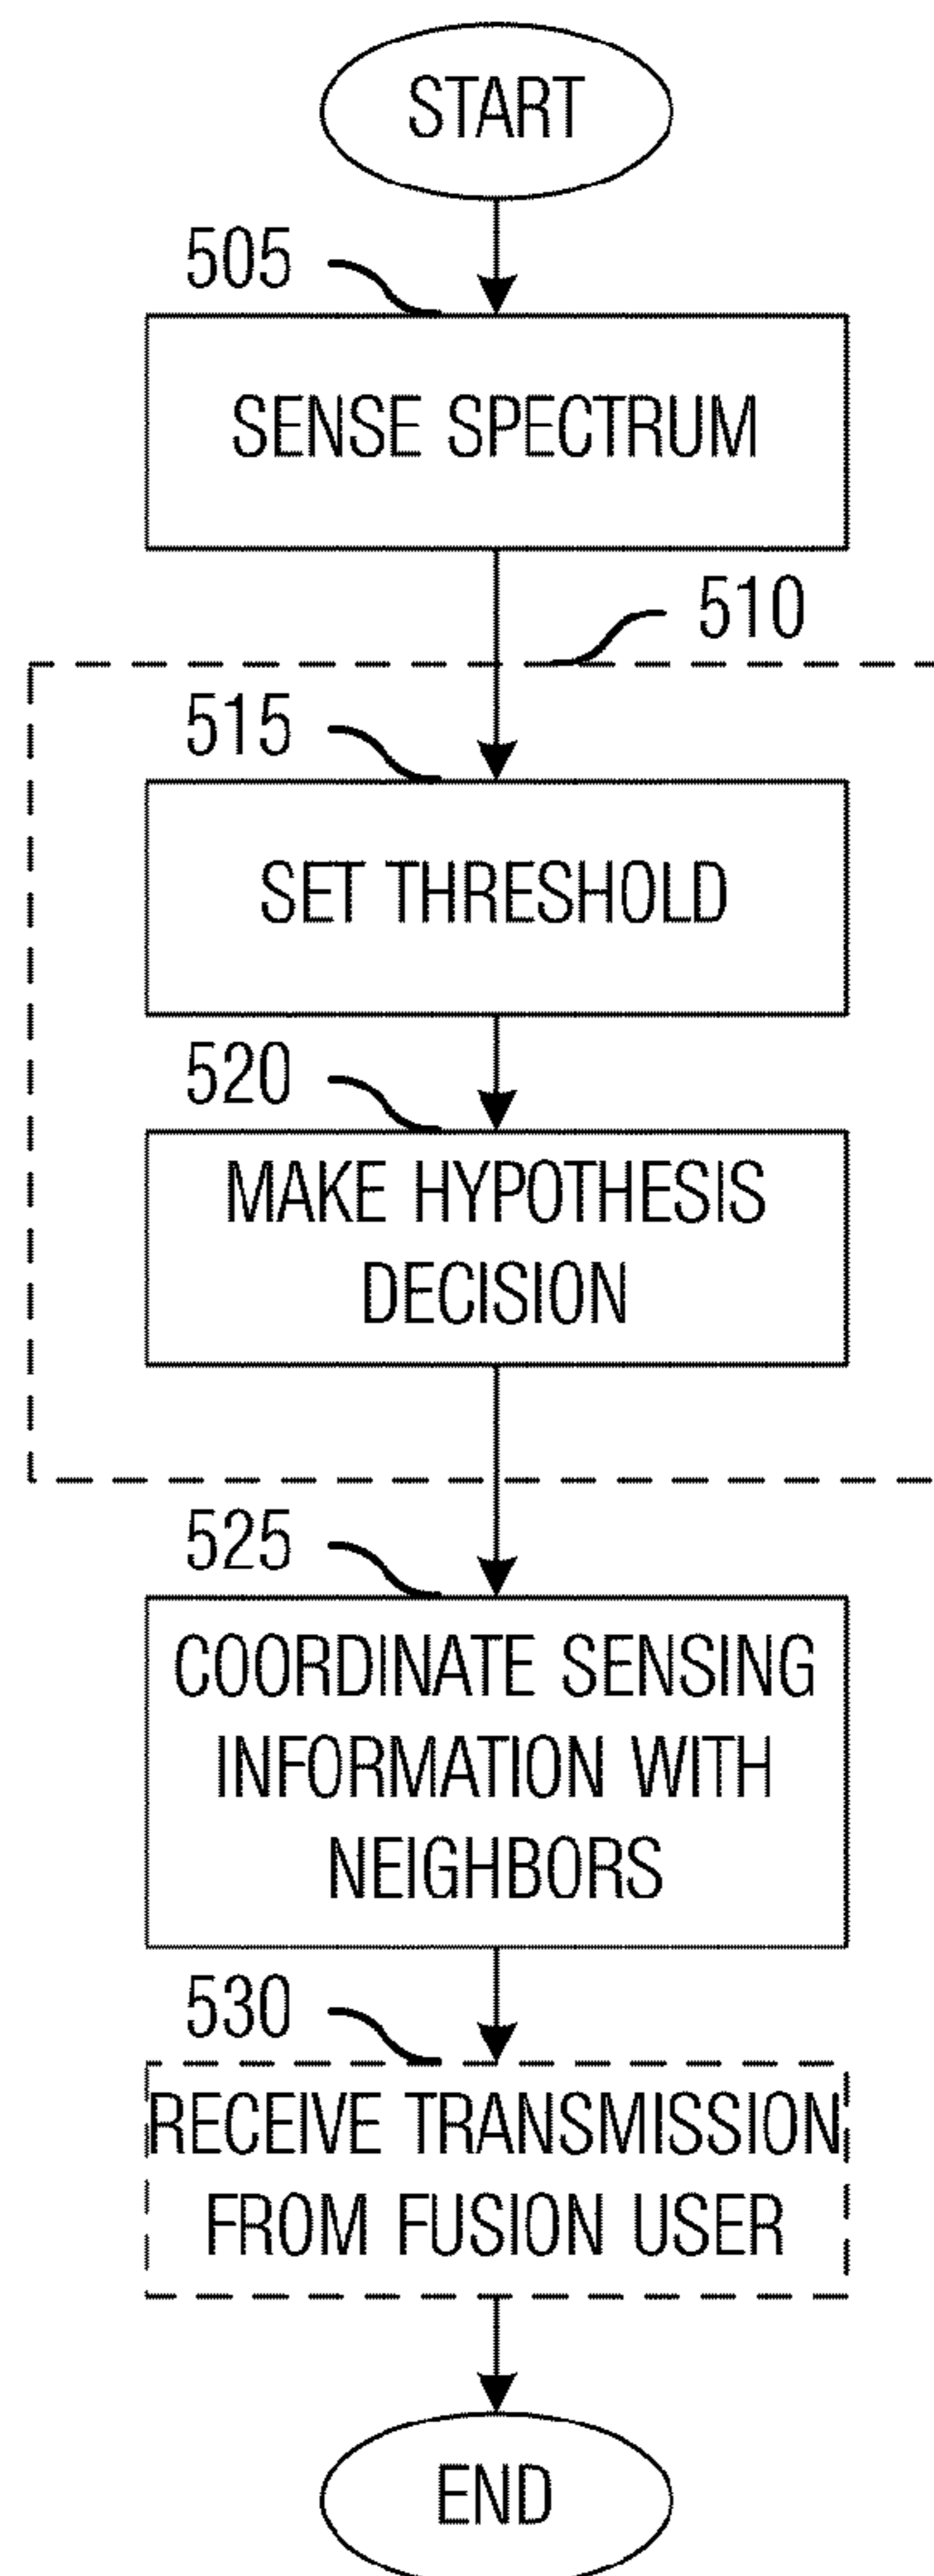 START
505
SENSE SPECTRUM
510
515
SET THRESHOLD
520
MAKE HYPOTHESIS
DECISION
525
COORDINATE SENSING
INFORMATION WITH
NEIGHBORS
530
RECEIVE TRANSMISSION
FROM FUSION USER
END